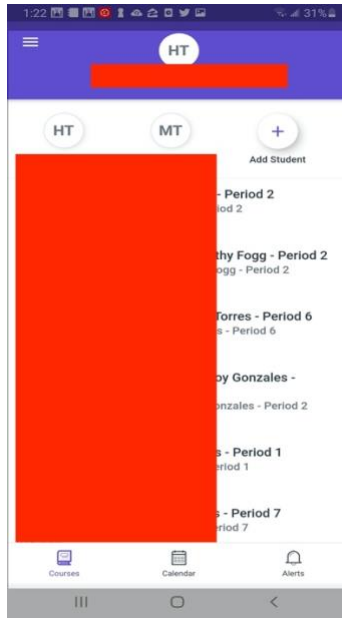 1:22 31%
HT
HT MT +
Add Student
- Period 2
iod 2
thy Fogg - Period 2
ogg - Period 2
Torres - Period 6
s - Period 6
by Gonzales -
onzales - Period 2
s - Period 1
eriod 1
s - Period 7
eriod 7
Courses Calendar Alerts